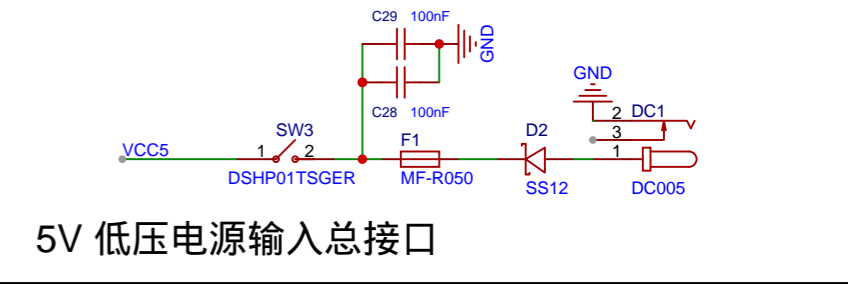 C29 100nF
GND
C28 100nF
GND
2 DC1
3
1
DC005
SW3
VCC5
1 2
DSHP01TSGER
F1
MF-R050
D2
SS12
5V 低压电源输入总接口